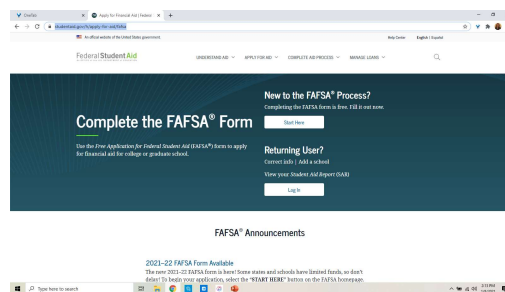 OneTab
Apply for Financial Aid | Federal
studentaid.gov/h/apply-for-aid/fafsa
An official website of the United States government.
Help Center English | Español
Federal Student Aid
UNDERSTAND AID APPLY FOR AID COMPLETE AID PROCESS MANAGE LOANS
Complete the FAFSA® Form
Use the Free Application for Federal Student Aid (FAFSA®) form to apply
for financial aid for college or graduate school.
New to the FAFSA® Process?
Completing the FAFSA form is free. Fill it out now.
Start Here
Returning User?
Correct info | Add a school
View your Student Aid Report (SAR)
Log In
FAFSA® Announcements
2021–22 FAFSA Form Available
The new 2021–22 FAFSA form is here! Some states and schools have limited funds, so don't
delay! To begin your application, select the "START HERE" button on the FAFSA homepage.
Type here to search